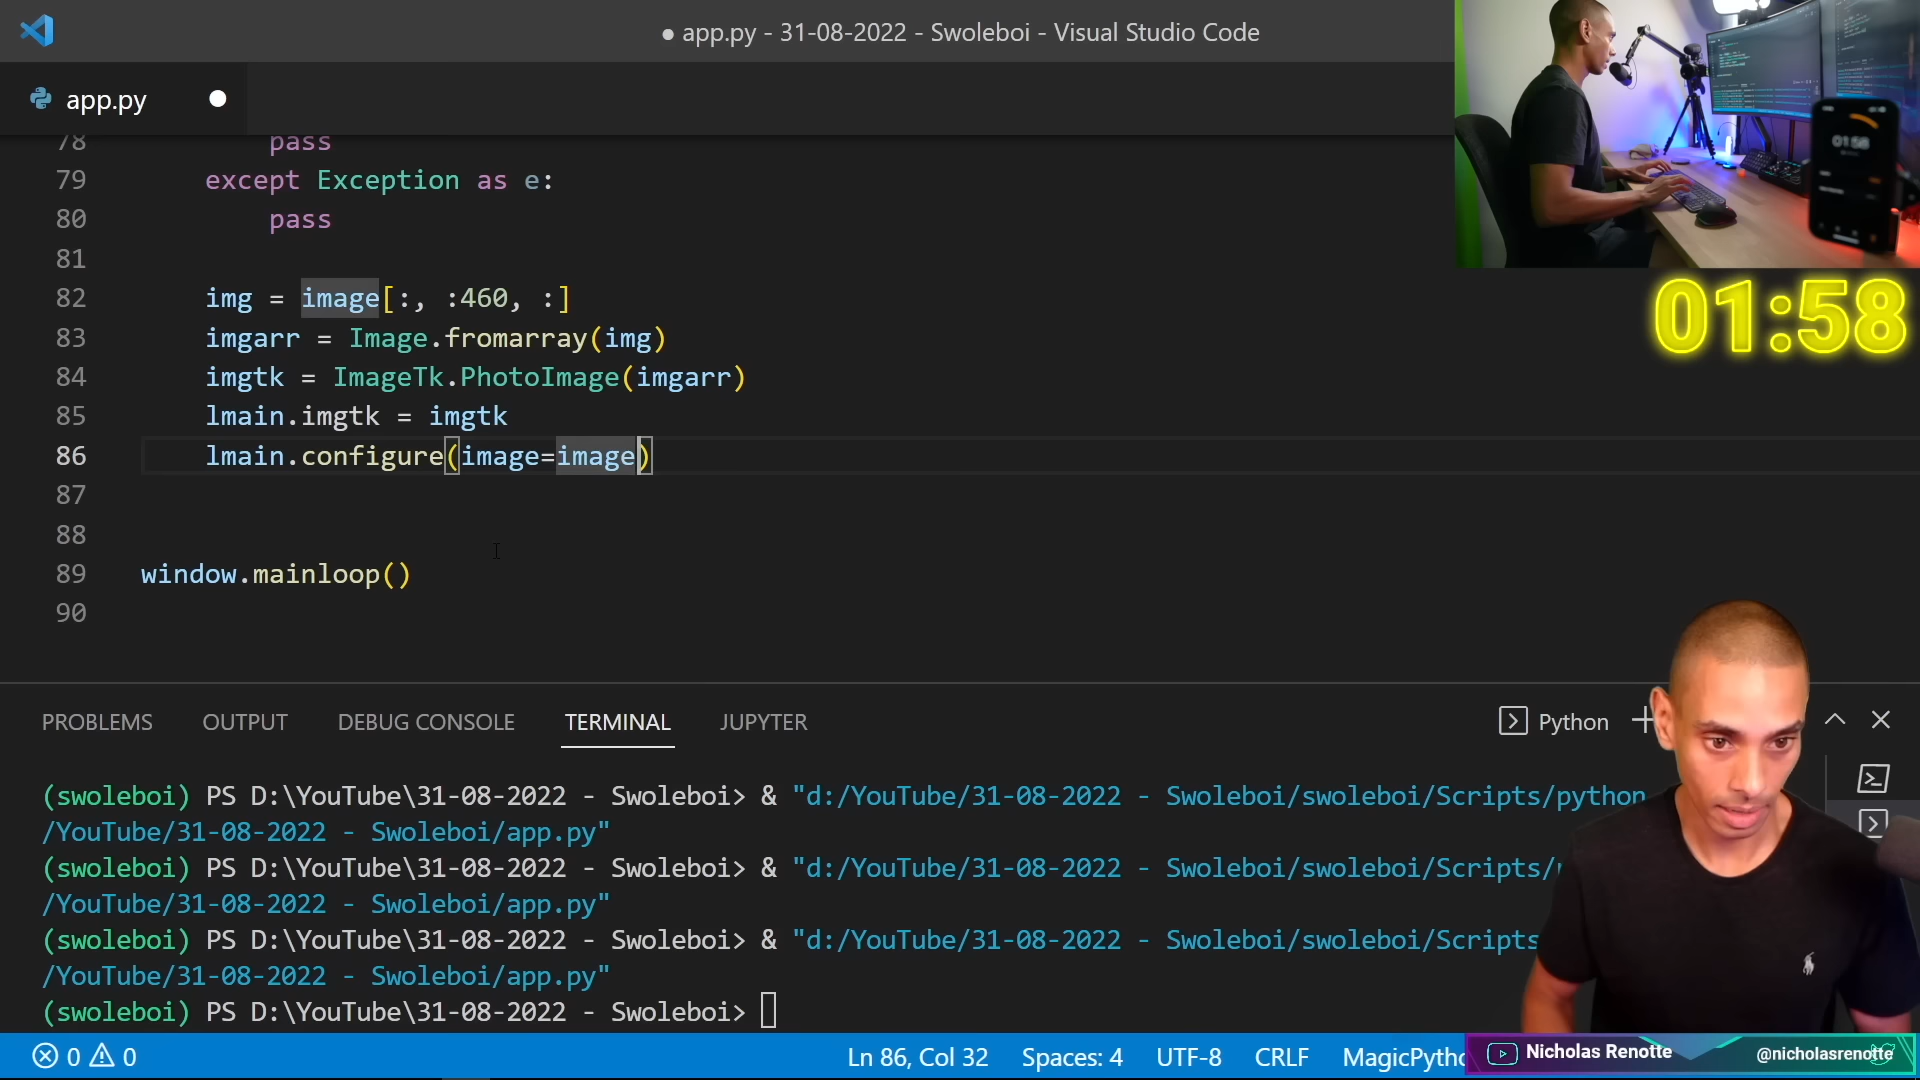 ● app.py - 31-08-2022 - Swoleboi - Visual Studio Code
app.py
78 pass
79 except Exception as e:
80 pass
81
82 img = image[:, :460, :]
83 imgarr = Image.fromarray(img)
84 imgtk = ImageTk.PhotoImage(imgarr)
85 lmain.imgtk = imgtk
86 lmain.configure(image=image)
87
88
89 window.mainloop()
90
01:58
01:58
PROBLEMS OUTPUT DEBUG CONSOLE TERMINAL JUPYTER Python
(swoleboi) PS D:\YouTube\31-08-2022 - Swoleboi> & "d:/YouTube/31-08-2022 - Swoleboi/swoleboi/Scripts/python
/YouTube/31-08-2022 - Swoleboi/app.py"
(swoleboi) PS D:\YouTube\31-08-2022 - Swoleboi> & "d:/YouTube/31-08-2022 - Swoleboi/swoleboi/Scripts/
/YouTube/31-08-2022 - Swoleboi/app.py"
(swoleboi) PS D:\YouTube\31-08-2022 - Swoleboi> & "d:/YouTube/31-08-2022 - Swoleboi/swoleboi/Scripts
/YouTube/31-08-2022 - Swoleboi/app.py"
(swoleboi) PS D:\YouTube\31-08-2022 - Swoleboi>
0 0 Ln 86, Col 32 Spaces: 4 UTF-8 CRLF MagicPytho
Nicholas Renotte @nicholasrenotte